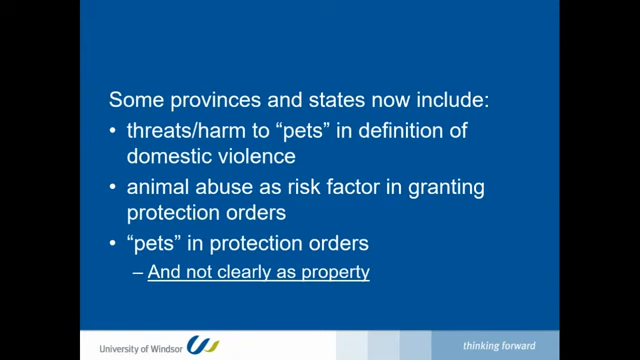 Some provinces and states now include:
• threats/harm to “pets” in definition of
domestic violence
• animal abuse as risk factor in granting
protection orders
• “pets” in protection orders
– And not clearly as property
University of Windsor
thinking forward